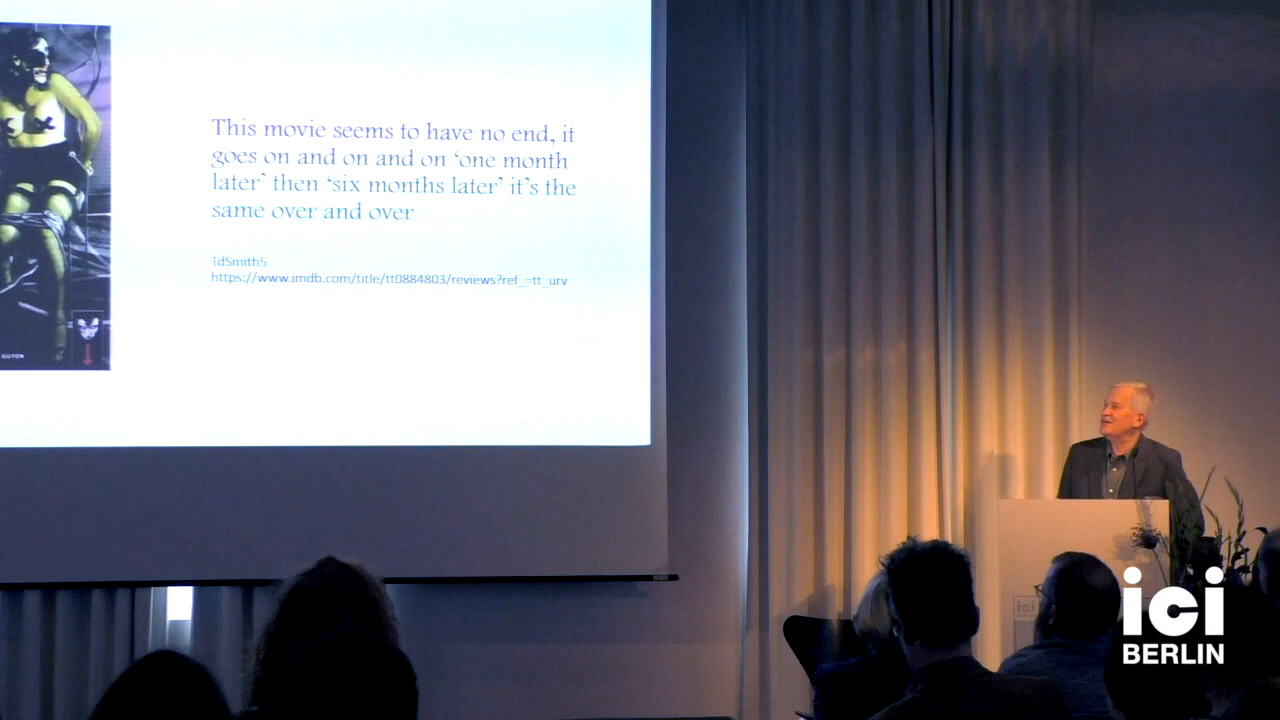 This movie seems to have no end, it
goes on and on and on ‘one month
later’ then ‘six months later’ it’s the
same over and over
TdSmith5
https://www.imdb.com/title/tt0884803/reviews?ref_=tt_urv
GUYON
ici
ici
BERLIN